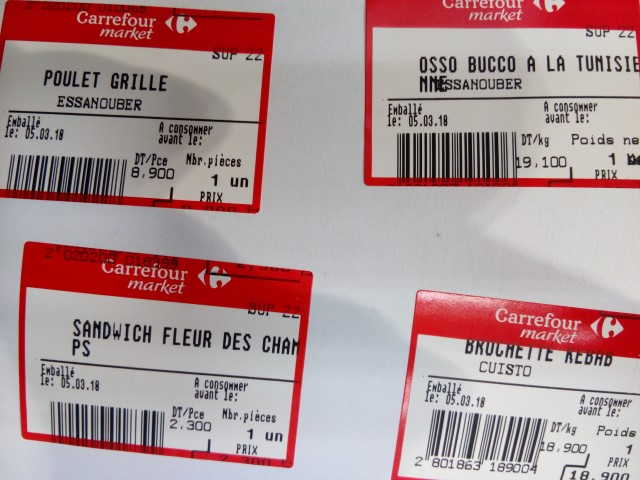 Carrefour
market
SUP 22
POULET GRILLE
ESSANOUBER
Emballé
le: 05.03.18
A consommer
avant le:
DT/Pce
8,900
Nbr.pièces
1 un
PRIX
Carrefour
market
SUP 22
OSSO BUCCO A LA TUNISIE
NNE
ESSANOUBER
Emballé
le: 05.03.18
A consommer
avant le:
DT/kg
19,100
Poids ne
1
PRIX
Carrefour
market
SUP 22
SANDWICH FLEUR DES CHAM
PS
Emballé
le: 05.03.18
A consommer
avant le:
DT/Pce
2,300
Nbr.pièces
1 un
PRIX
Carrefour
market
BROCHETTE KEBAB
CUISTO
Emballé
le: 05.03.18
A consommer
avant le:
DT/kg
18,900
Poids
1
PRIX
2 801863 189004
18,900